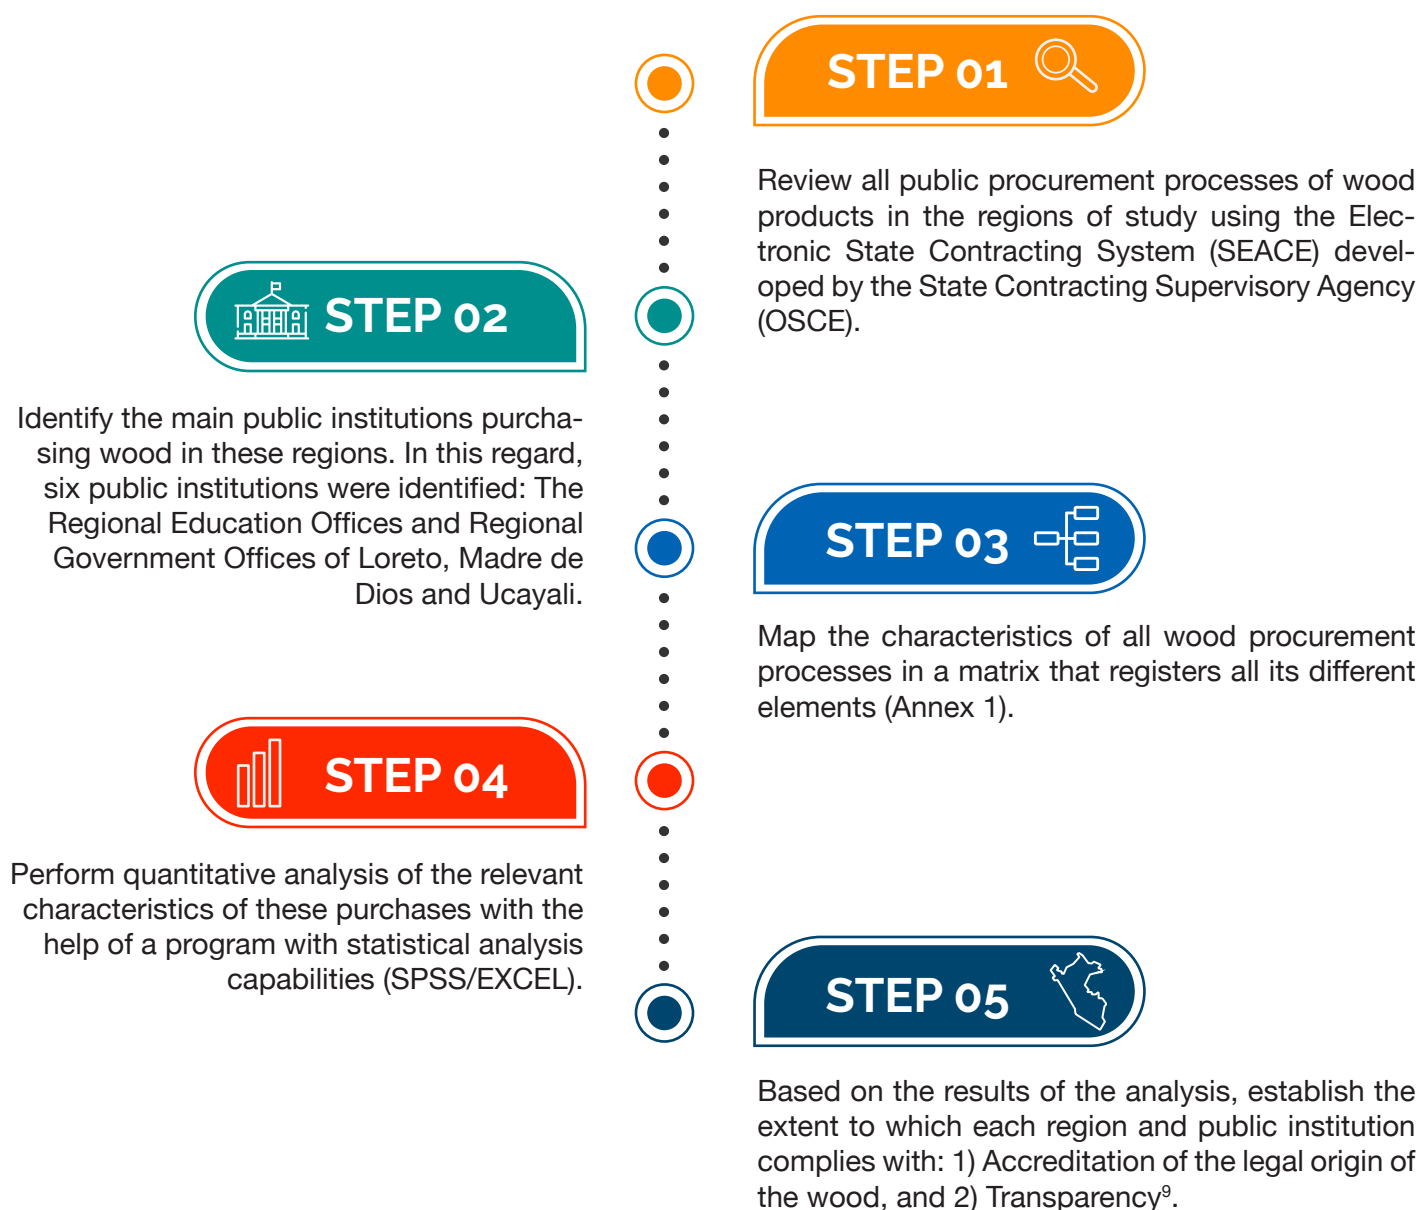 STEP 01
Review all public procurement processes of wood
products in the regions of study using the Elec-
tronic State Contracting System (SEACE) devel-
oped by the State Contracting Supervisory Agency
(OSCE).
STEP 02
Identify the main public institutions purcha-
sing wood in these regions. In this regard,
six public institutions were identified: The
Regional Education Offices and Regional
Government Offices of Loreto, Madre de
Dios and Ucayali.
STEP 03
Map the characteristics of all wood procurement
processes in a matrix that registers all its different
elements (Annex 1).
STEP 04
Perform quantitative analysis of the relevant
characteristics of these purchases with the
help of a program with statistical analysis
capabilities (SPSS/EXCEL).
STEP 05
Based on the results of the analysis, establish the
extent to which each region and public institution
complies with: 1) Accreditation of the legal origin of
the wood, and 2) Transparency⁹.